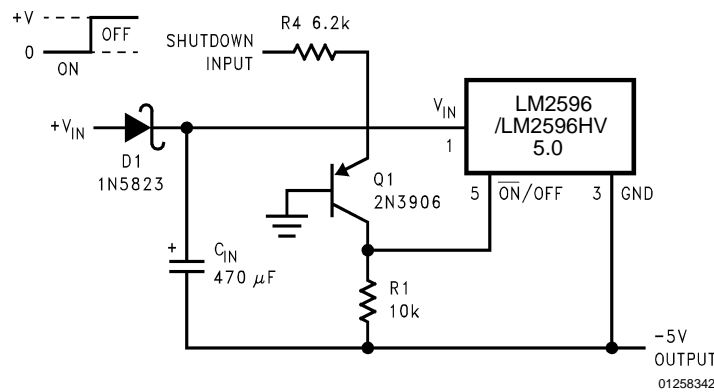 +V
OFF
0
ON
R4 6.2k
SHUTDOWN
INPUT
+VIN
D1
1N5823
VIN
1
LM2596
/LM2596HV
5.0
5
ON/OFF
3
GND
Q1
2N3906
+
CIN
470 μF
R1
10k
-5V
OUTPUT
01258342